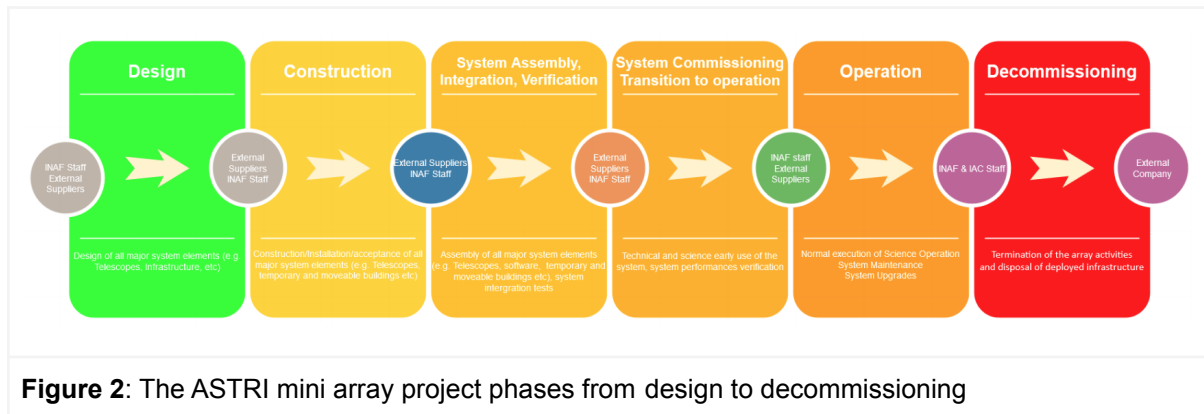 Design
Construction
System Assembly,
Integration, Verification
System Commissioning
Transition to operation
Operation
Decommissioning
INAF Staff
External
Suppliers
External
Suppliers
INAF Staff
External Suppliers
INAF Staff
External
Suppliers
INAF Staff
INAF staff
External
Suppliers
INAF & IAC Staff
External
Company
Design of all major system elements (e.g.
Telescopes, Infrastructure, etc)
Construction/Installation/acceptance of all
major system elements (e.g. Telescopes,
temporary and moveable buildings etc)
Assembly of all major system elements
(e.g. Telescopes, software, temporary and
moveable buildings etc), system
intergration tests
Technical and science early use of the
system, system performances verification
Normal execution of Science Operation
System Maintenance
System Upgrades
Termination of the array activities
and disposal of deployed infrastructure
Figure 2: The ASTRI mini array project phases from design to decommissioning